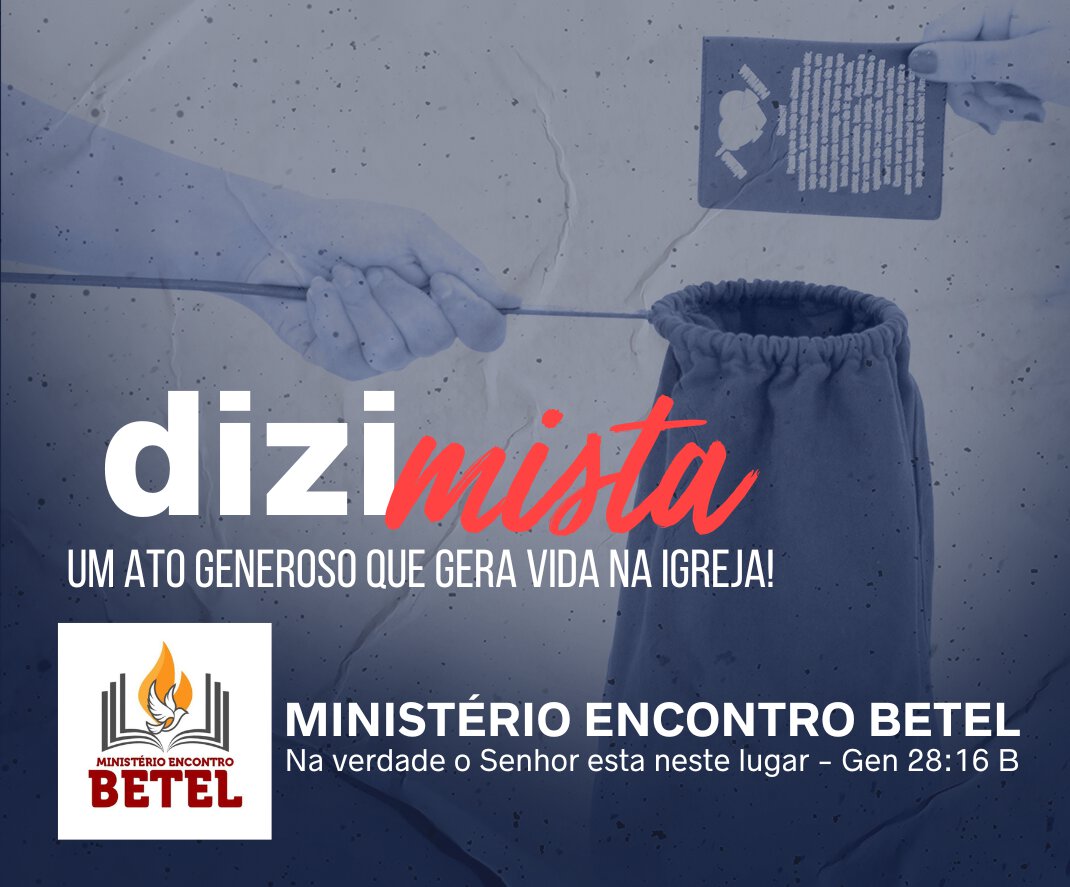 dizimista
UM ATO GENEROSO QUE GERA VIDA NA IGREJA!
MINISTÉRIO ENCONTRO
BETEL
MINISTÉRIO ENCONTRO BETEL
Na verdade o Senhor esta neste lugar - Gen 28:16 B